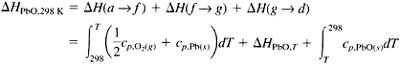 ΔH_{PbO,298 K} = ΔH(a → f) + ΔH(f → g) + ΔH(g → d)
= ∫_{298}^{T} (1/2 c_{p,O₂(g)} + c_{p,Pb(s)}) dT + ΔH_{PbO,T} + ∫_{T}^{298} c_{p,PbO(s)} dT